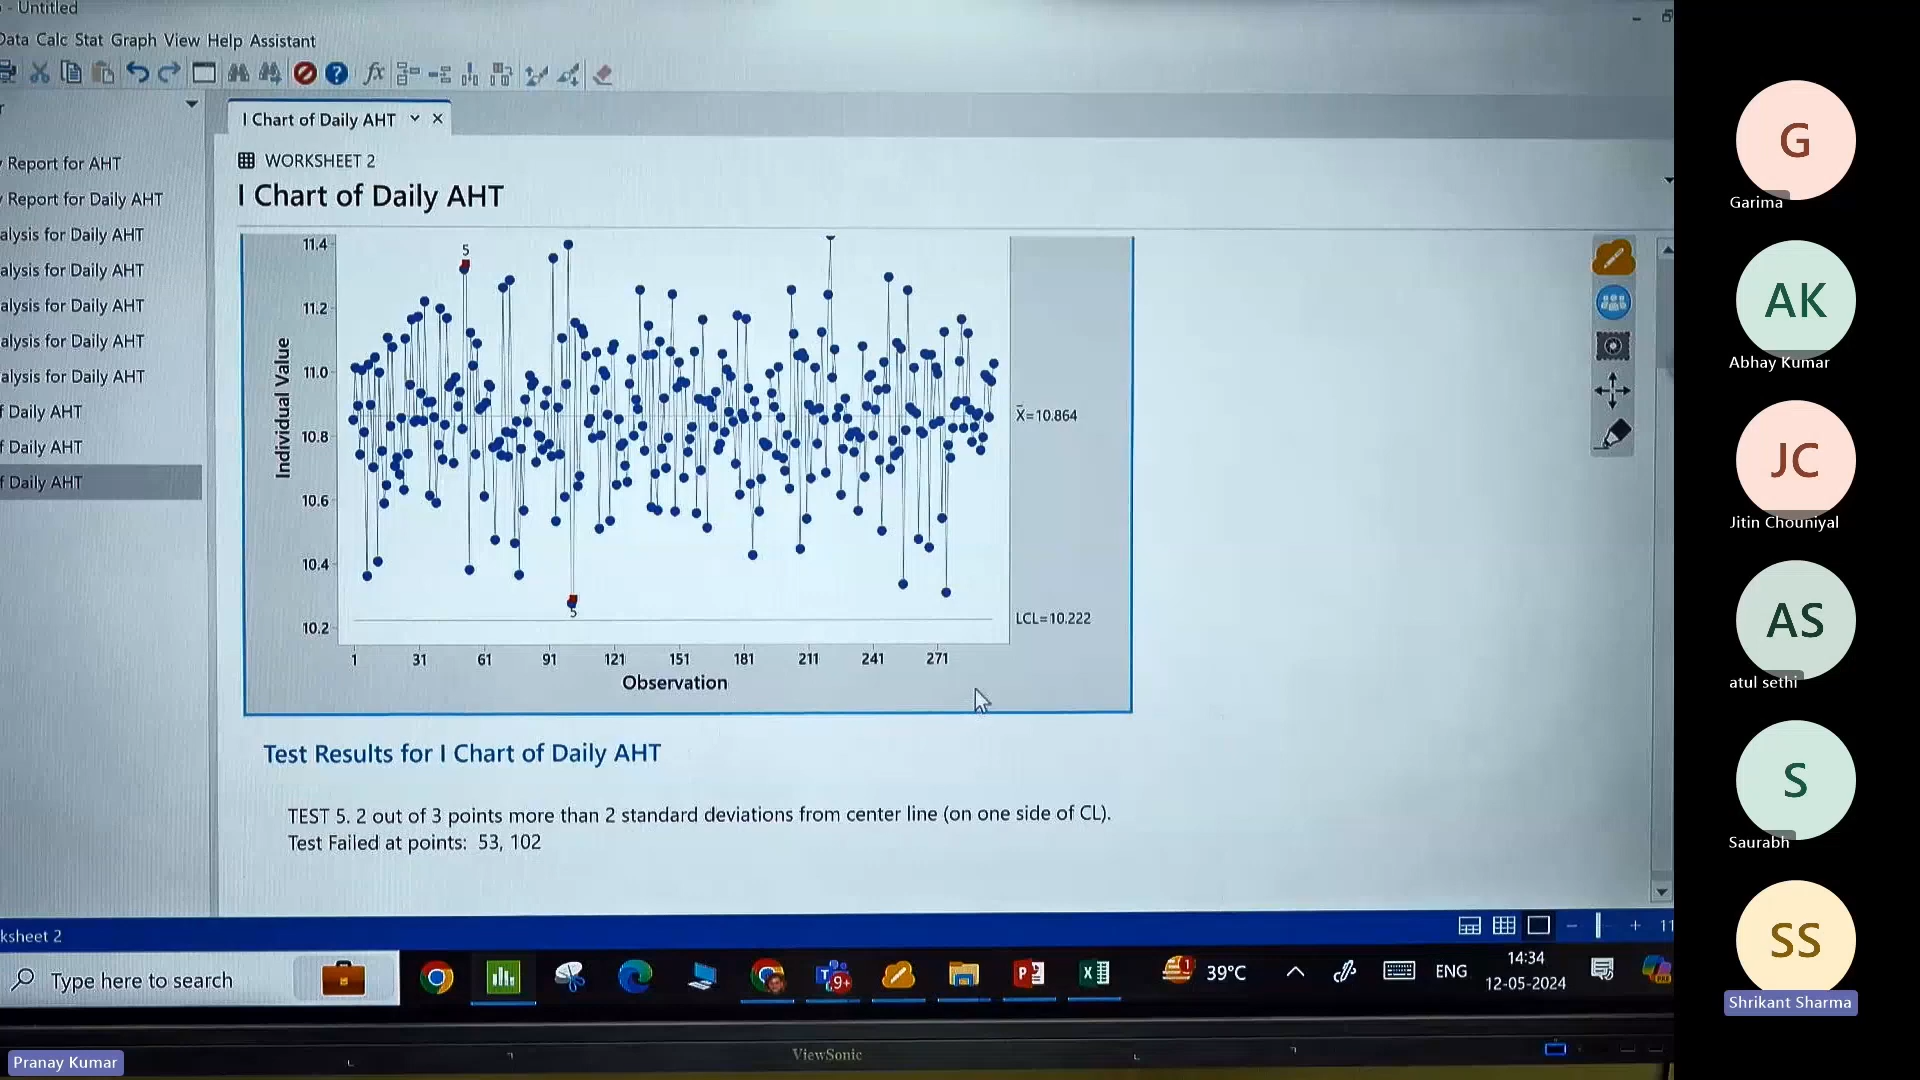 - Untitled
Data Calc Stat Graph View Help Assistant
I Chart of Daily AHT
WORKSHEET 2
I Chart of Daily AHT
Report for AHT
Report for Daily AHT
alysis for Daily AHT
alysis for Daily AHT
alysis for Daily AHT
alysis for Daily AHT
alysis for Daily AHT
f Daily AHT
f Daily AHT
f Daily AHT
Individual Value
11.4
11.2
11.0
10.8
10.6
10.4
10.2
5
5
X̄=10.864
LCL=10.222
1 31 61 91 121 151 181 211 241 271
Observation
Test Results for I Chart of Daily AHT
TEST 5. 2 out of 3 points more than 2 standard deviations from center line (on one side of CL).
Test Failed at points: 53, 102
ksheet 2
11
Type here to search
9+
1
39°C
ENG
14:34
12-05-2024
ViewSonic
Pranay Kumar
G
Garima
AK
Abhay Kumar
JC
Jitin Chouniyal
AS
atul sethi
S
Saurabh
SS
Shrikant Sharma